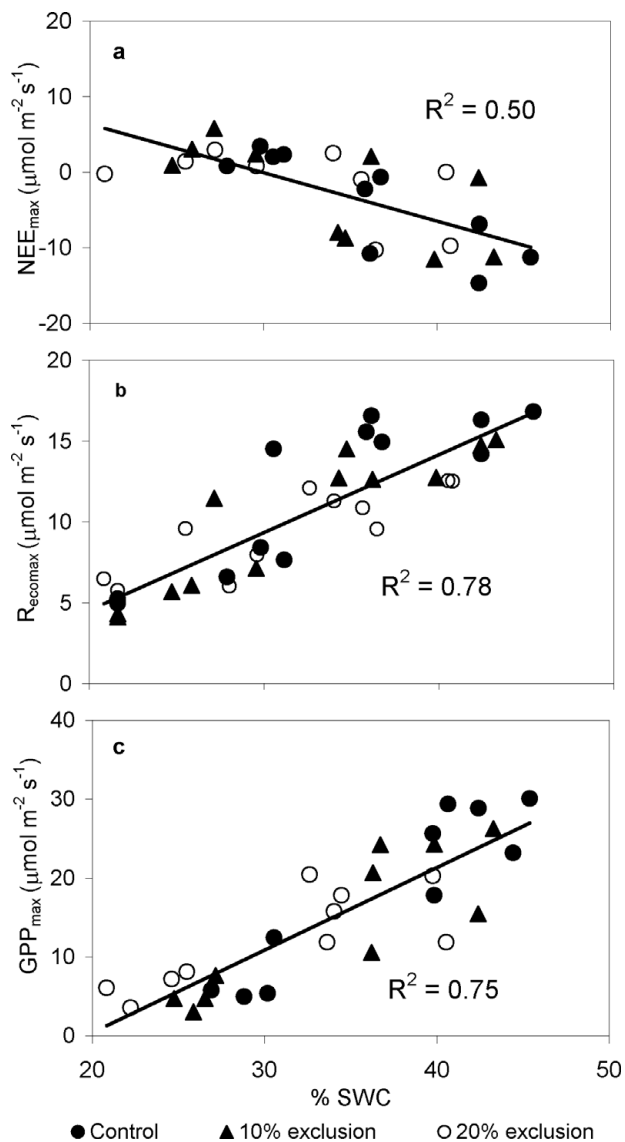 20
a
10
R² = 0.50
0
-10
-20
NEEmax (μmol m⁻² s⁻¹)
20
b
15
10
5
R² = 0.78
0
Recomax (μmol m⁻² s⁻¹)
40
c
30
20
10
R² = 0.75
0
GPPmax (μmol m⁻² s⁻¹)
20 30 40 50
% SWC
Control 10% exclusion 20% exclusion